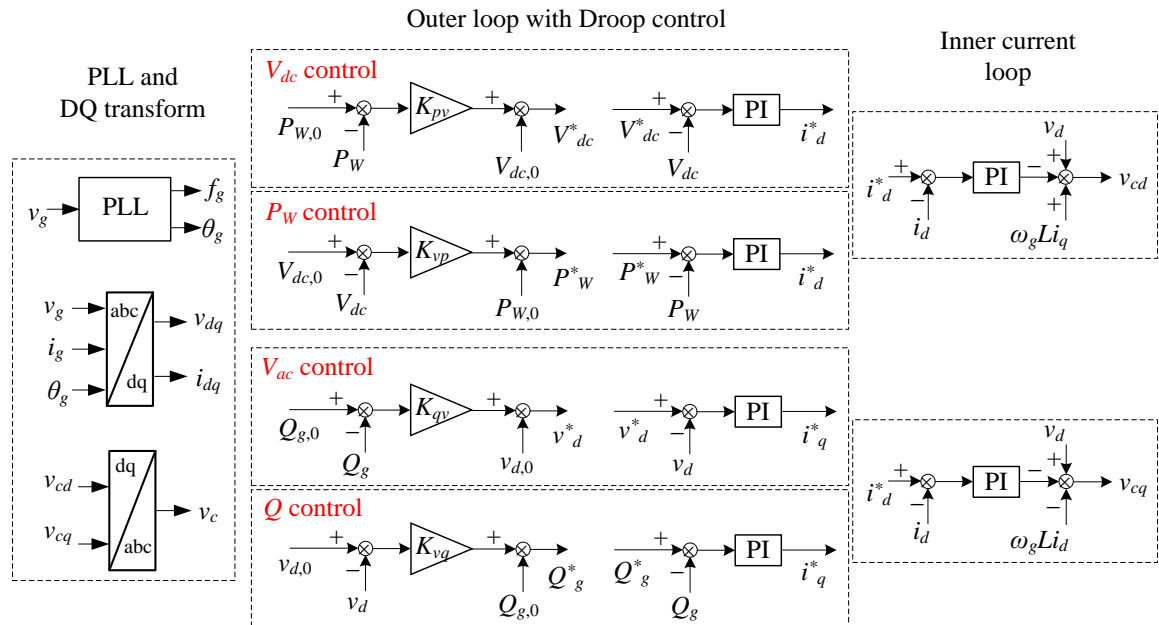 Outer loop with Droop control
PLL and
DQ transform
v_g
PLL
f_g
θ_g
v_g
i_g
θ_g
abc
dq
v_dq
i_dq
v_cd
v_cq
dq
abc
v_c
V_dc control
P_W,0
+
−
P_W
K_pv
+
+
V_dc,0
V*_dc
V*_dc
+
−
V_dc
PI
i*_d
P_W control
V_dc,0
+
−
V_dc
K_vp
+
+
P_W,0
P*_W
P*_W
+
−
P_W
PI
i*_d
V_ac control
Q_g,0
+
−
Q_g
K_qv
+
+
v_d,0
v*_d
v*_d
+
−
v_d
PI
i*_q
Q control
v_d,0
+
−
v_d
K_vq
+
+
Q_g,0
Q*_g
Q*_g
+
−
Q_g
PI
i*_q
Inner current
loop
i*_d
+
−
i_d
PI
−
v_d
+
+
ω_gLi_q
v_cd
i*_d
+
−
i_d
PI
−
v_d
+
−
ω_gLi_d
v_cq